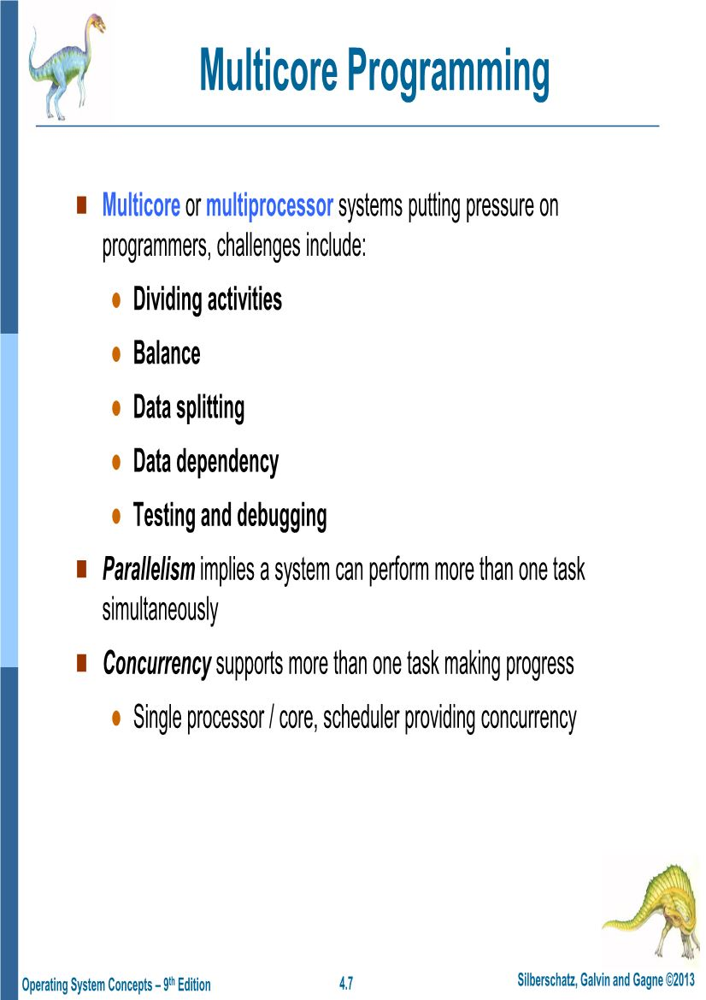 Multicore Programming
Multicore or multiprocessor systems putting pressure on
programmers, challenges include:
Dividing activities
Balance
Data splitting
Data dependency
Testing and debugging
Parallelism implies a system can perform more than one task
simultaneously
Concurrency supports more than one task making progress
Single processor / core, scheduler providing concurrency
Operating System Concepts – 9th Edition
4.7
Silberschatz, Galvin and Gagne ©2013